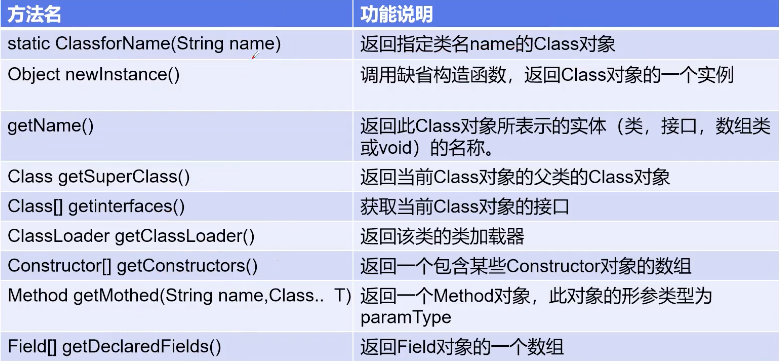 方法名 功能说明
static ClassforName(String name) 返回指定类名name的Class对象
Object newInstance() 调用缺省构造函数，返回Class对象的一个实例
getName() 返回此Class对象所表示的实体（类，接口，数组类
或void）的名称。
Class getSuperClass() 返回当前Class对象的父类的Class对象
Class[] getinterfaces() 获取当前Class对象的接口
ClassLoader getClassLoader() 返回该类的类加载器
Constructor[] getConstructors() 返回一个包含某些Constructor对象的数组
Method getMothed(String name,Class.. T) 返回一个Method对象，此对象的形参类型为
paramType
Field[] getDeclaredFields() 返回Field对象的一个数组